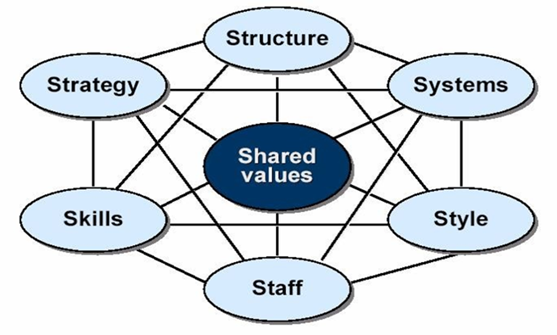 Structure
Strategy
Systems
Shared
values
Skills
Style
Staff